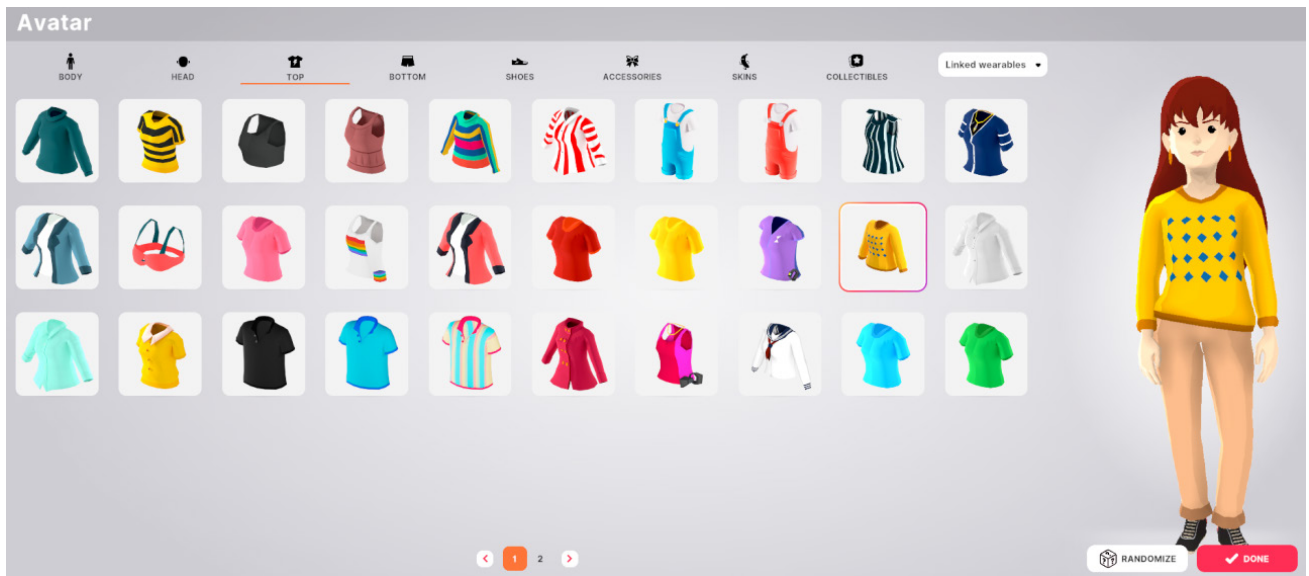 Avatar
BODY
HEAD
TOP
BOTTOM
SHOES
ACCESSORIES
SKINS
COLLECTIBLES
Linked wearables
1
2
RANDOMIZE
DONE